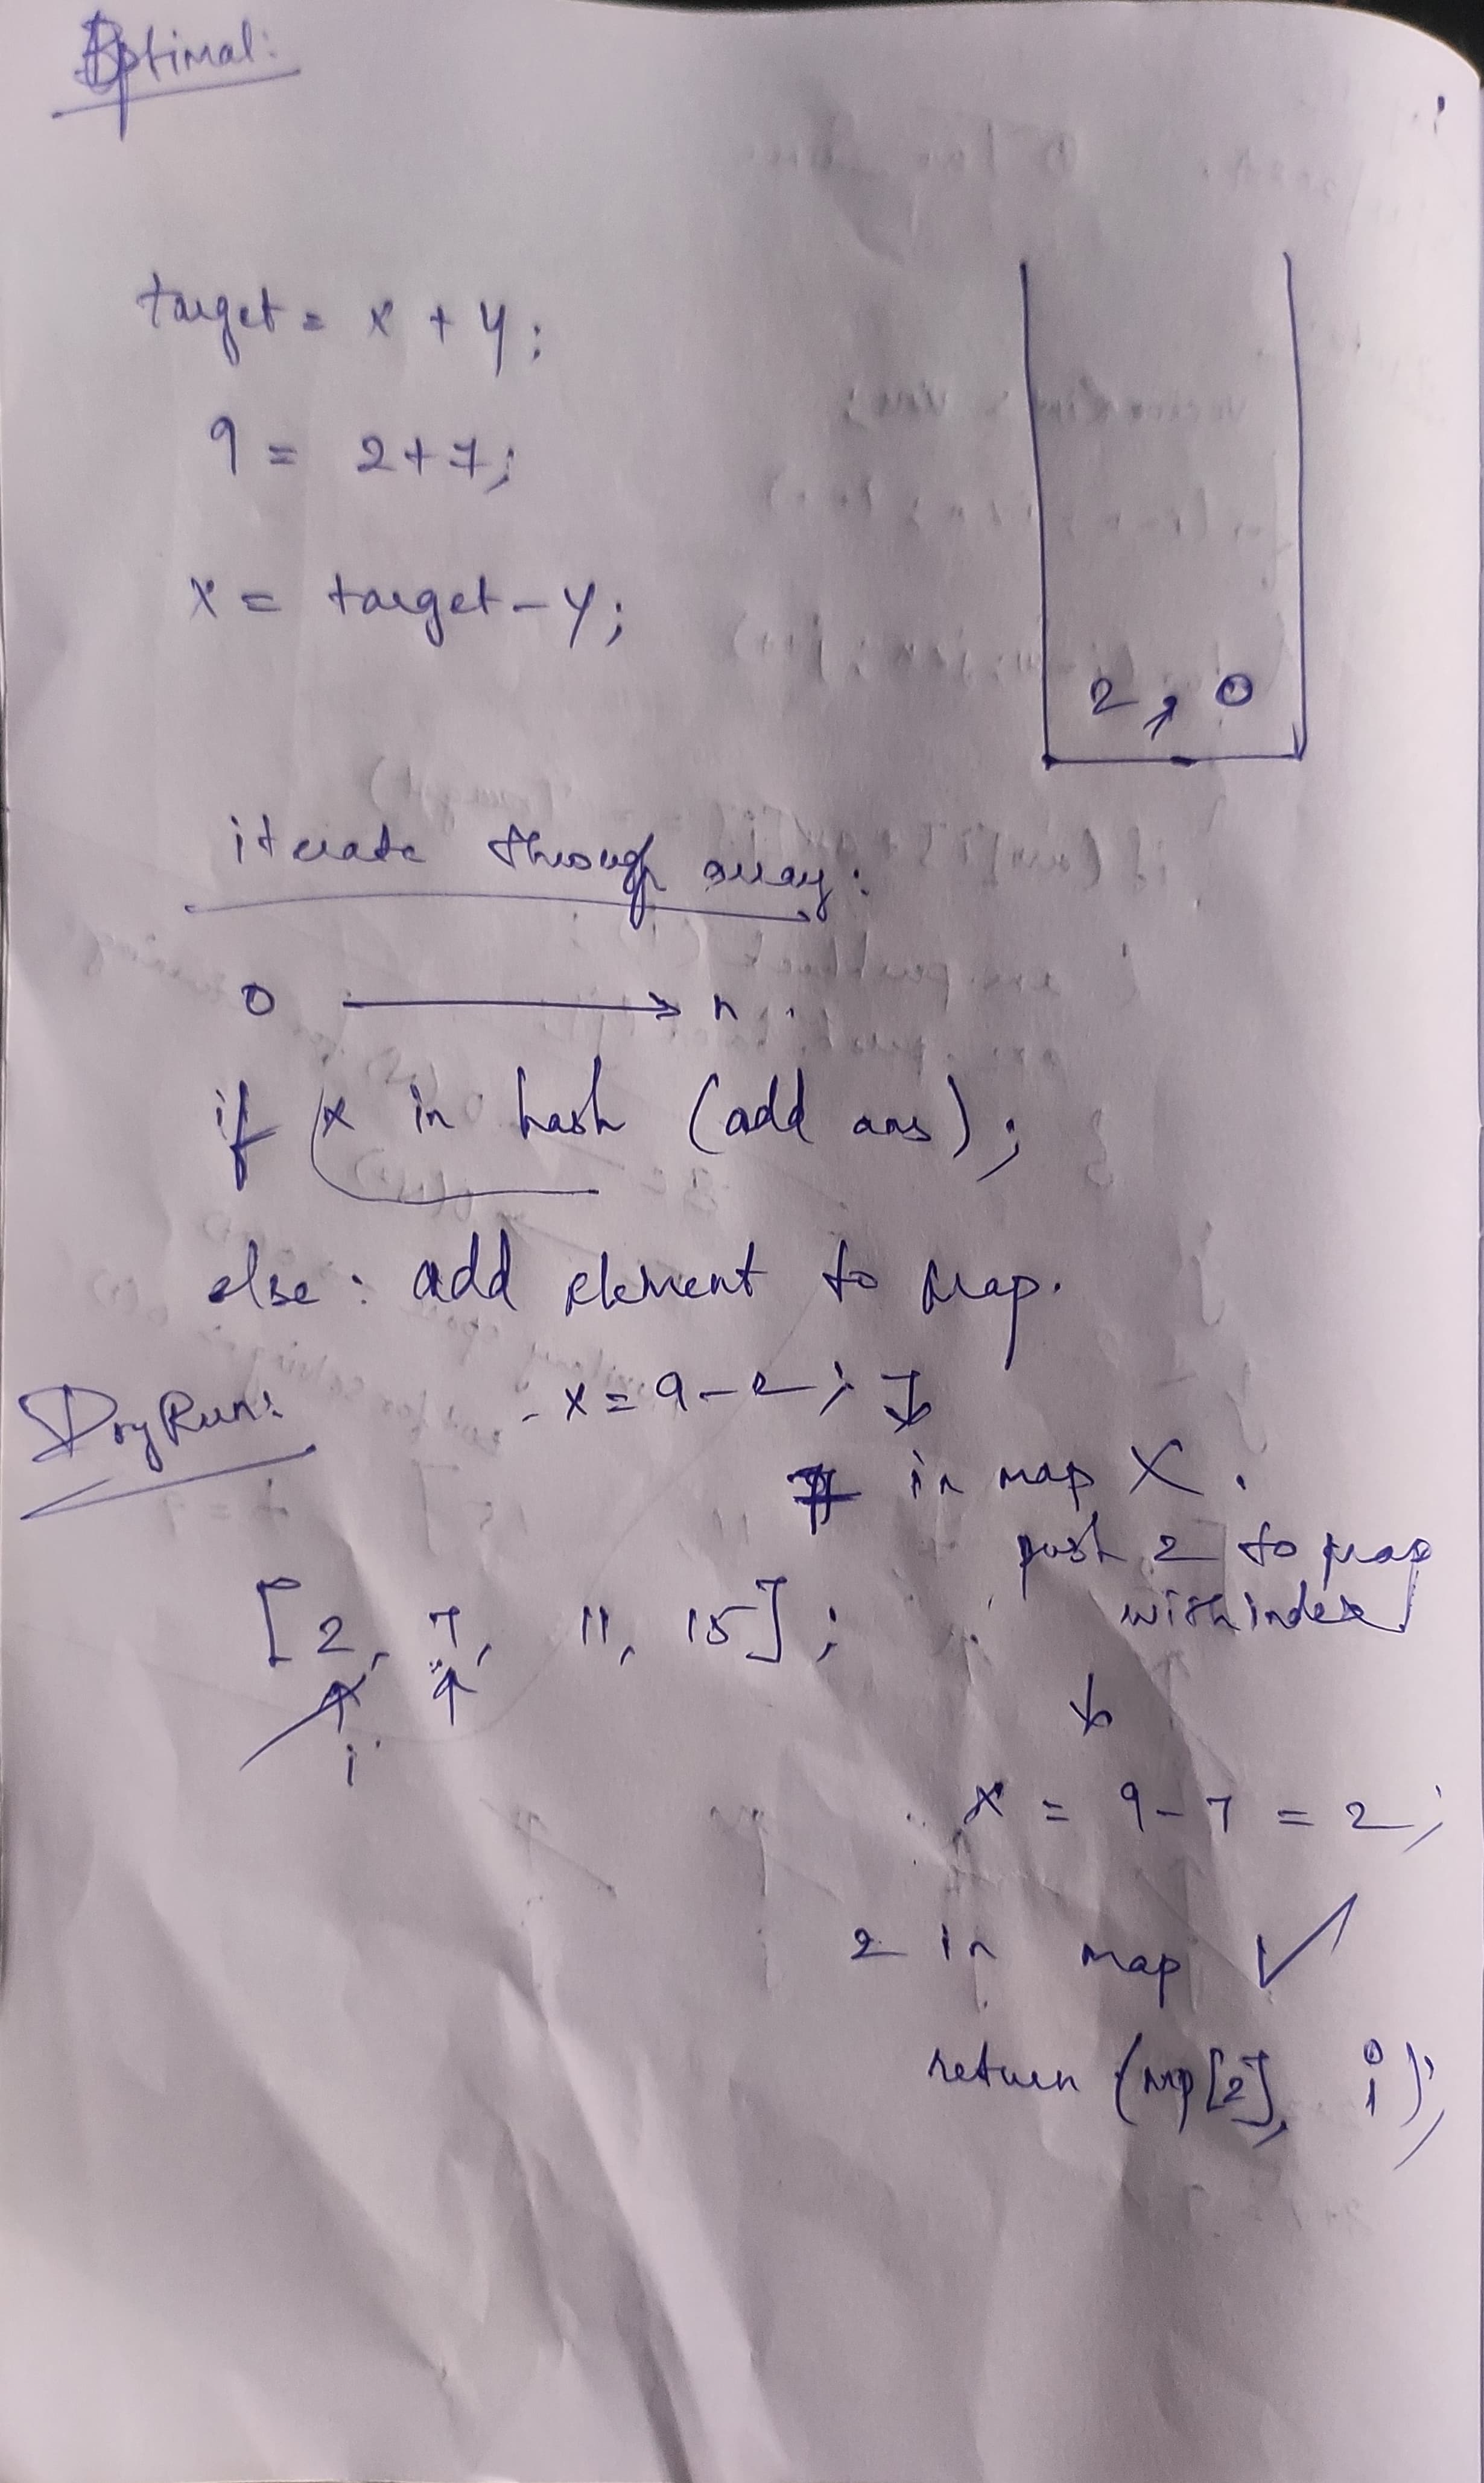 Optimal:
target = x + y;
9 = 2+7;
x = target - y;
2, 0
iterate through array:
0 → n.
if (x in hash (add ans);
else: add element to map.
Dry Run:
- x = 9 - 2; 7
7 in map X.
push 2 to map
with index
[2, 7, 11, 15];
i
x = 9 - 7 = 2;
2 in map ✓
return (mp[2], i);